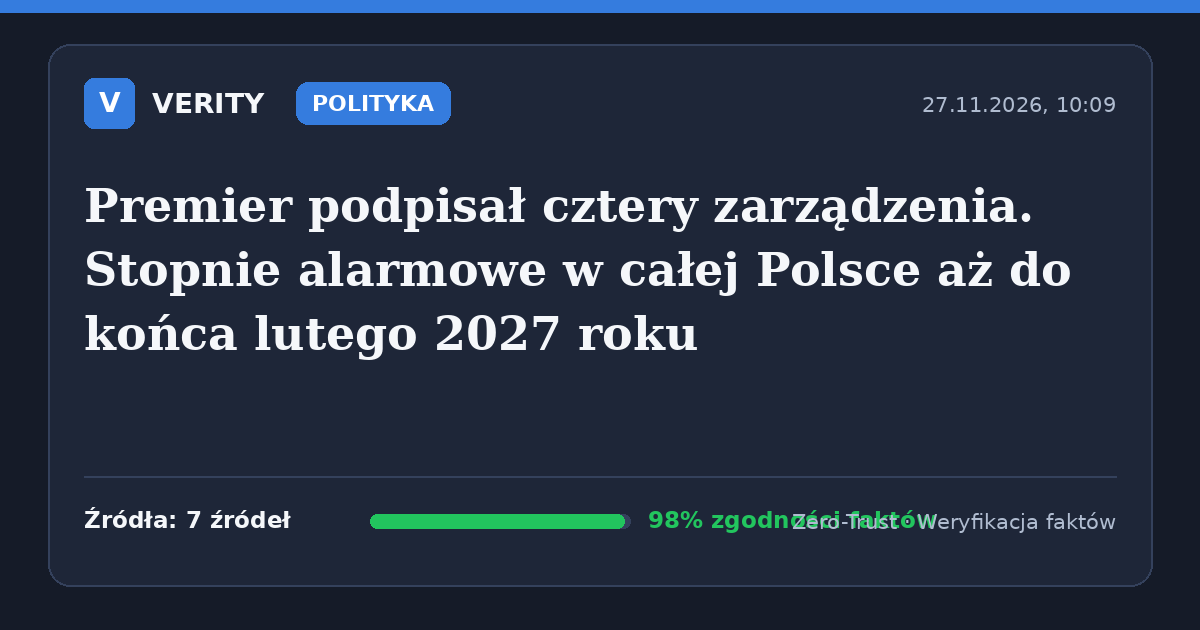 V VERITY POLITYKA 27.11.2026, 10:09
Premier podpisał cztery zarządzenia.
Stopnie alarmowe w całej Polsce aż do
końca lutego 2027 roku
Źródła: 7 źródeł 98% zgodności faktów Zero-Trust · Weryfikacja faktów